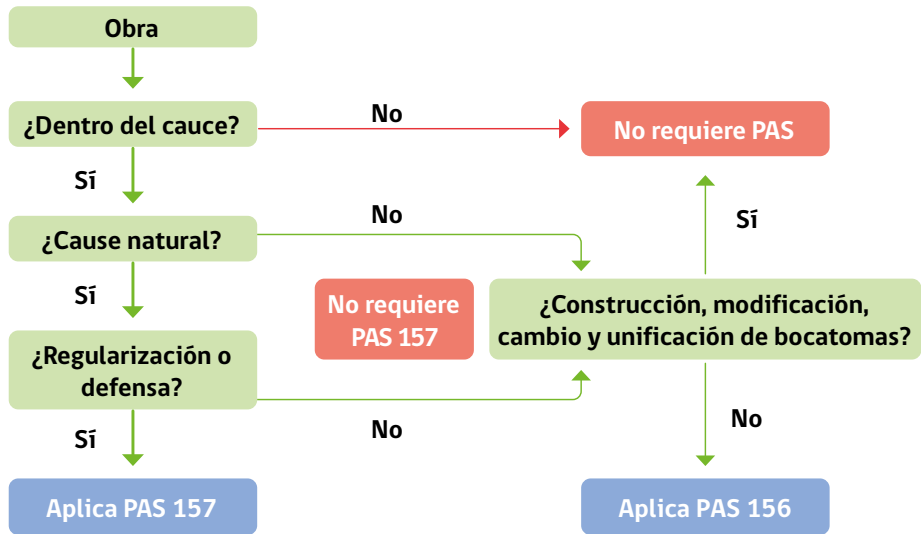 Obra
¿Dentro del cauce?
No
No requiere PAS
Sí
¿Cause natural?
No
Sí
Sí
No requiere
PAS 157
¿Construcción, modificación,
cambio y unificación de bocatomas?
¿Regularización o
defensa?
No
Sí
No
Aplica PAS 157
Aplica PAS 156